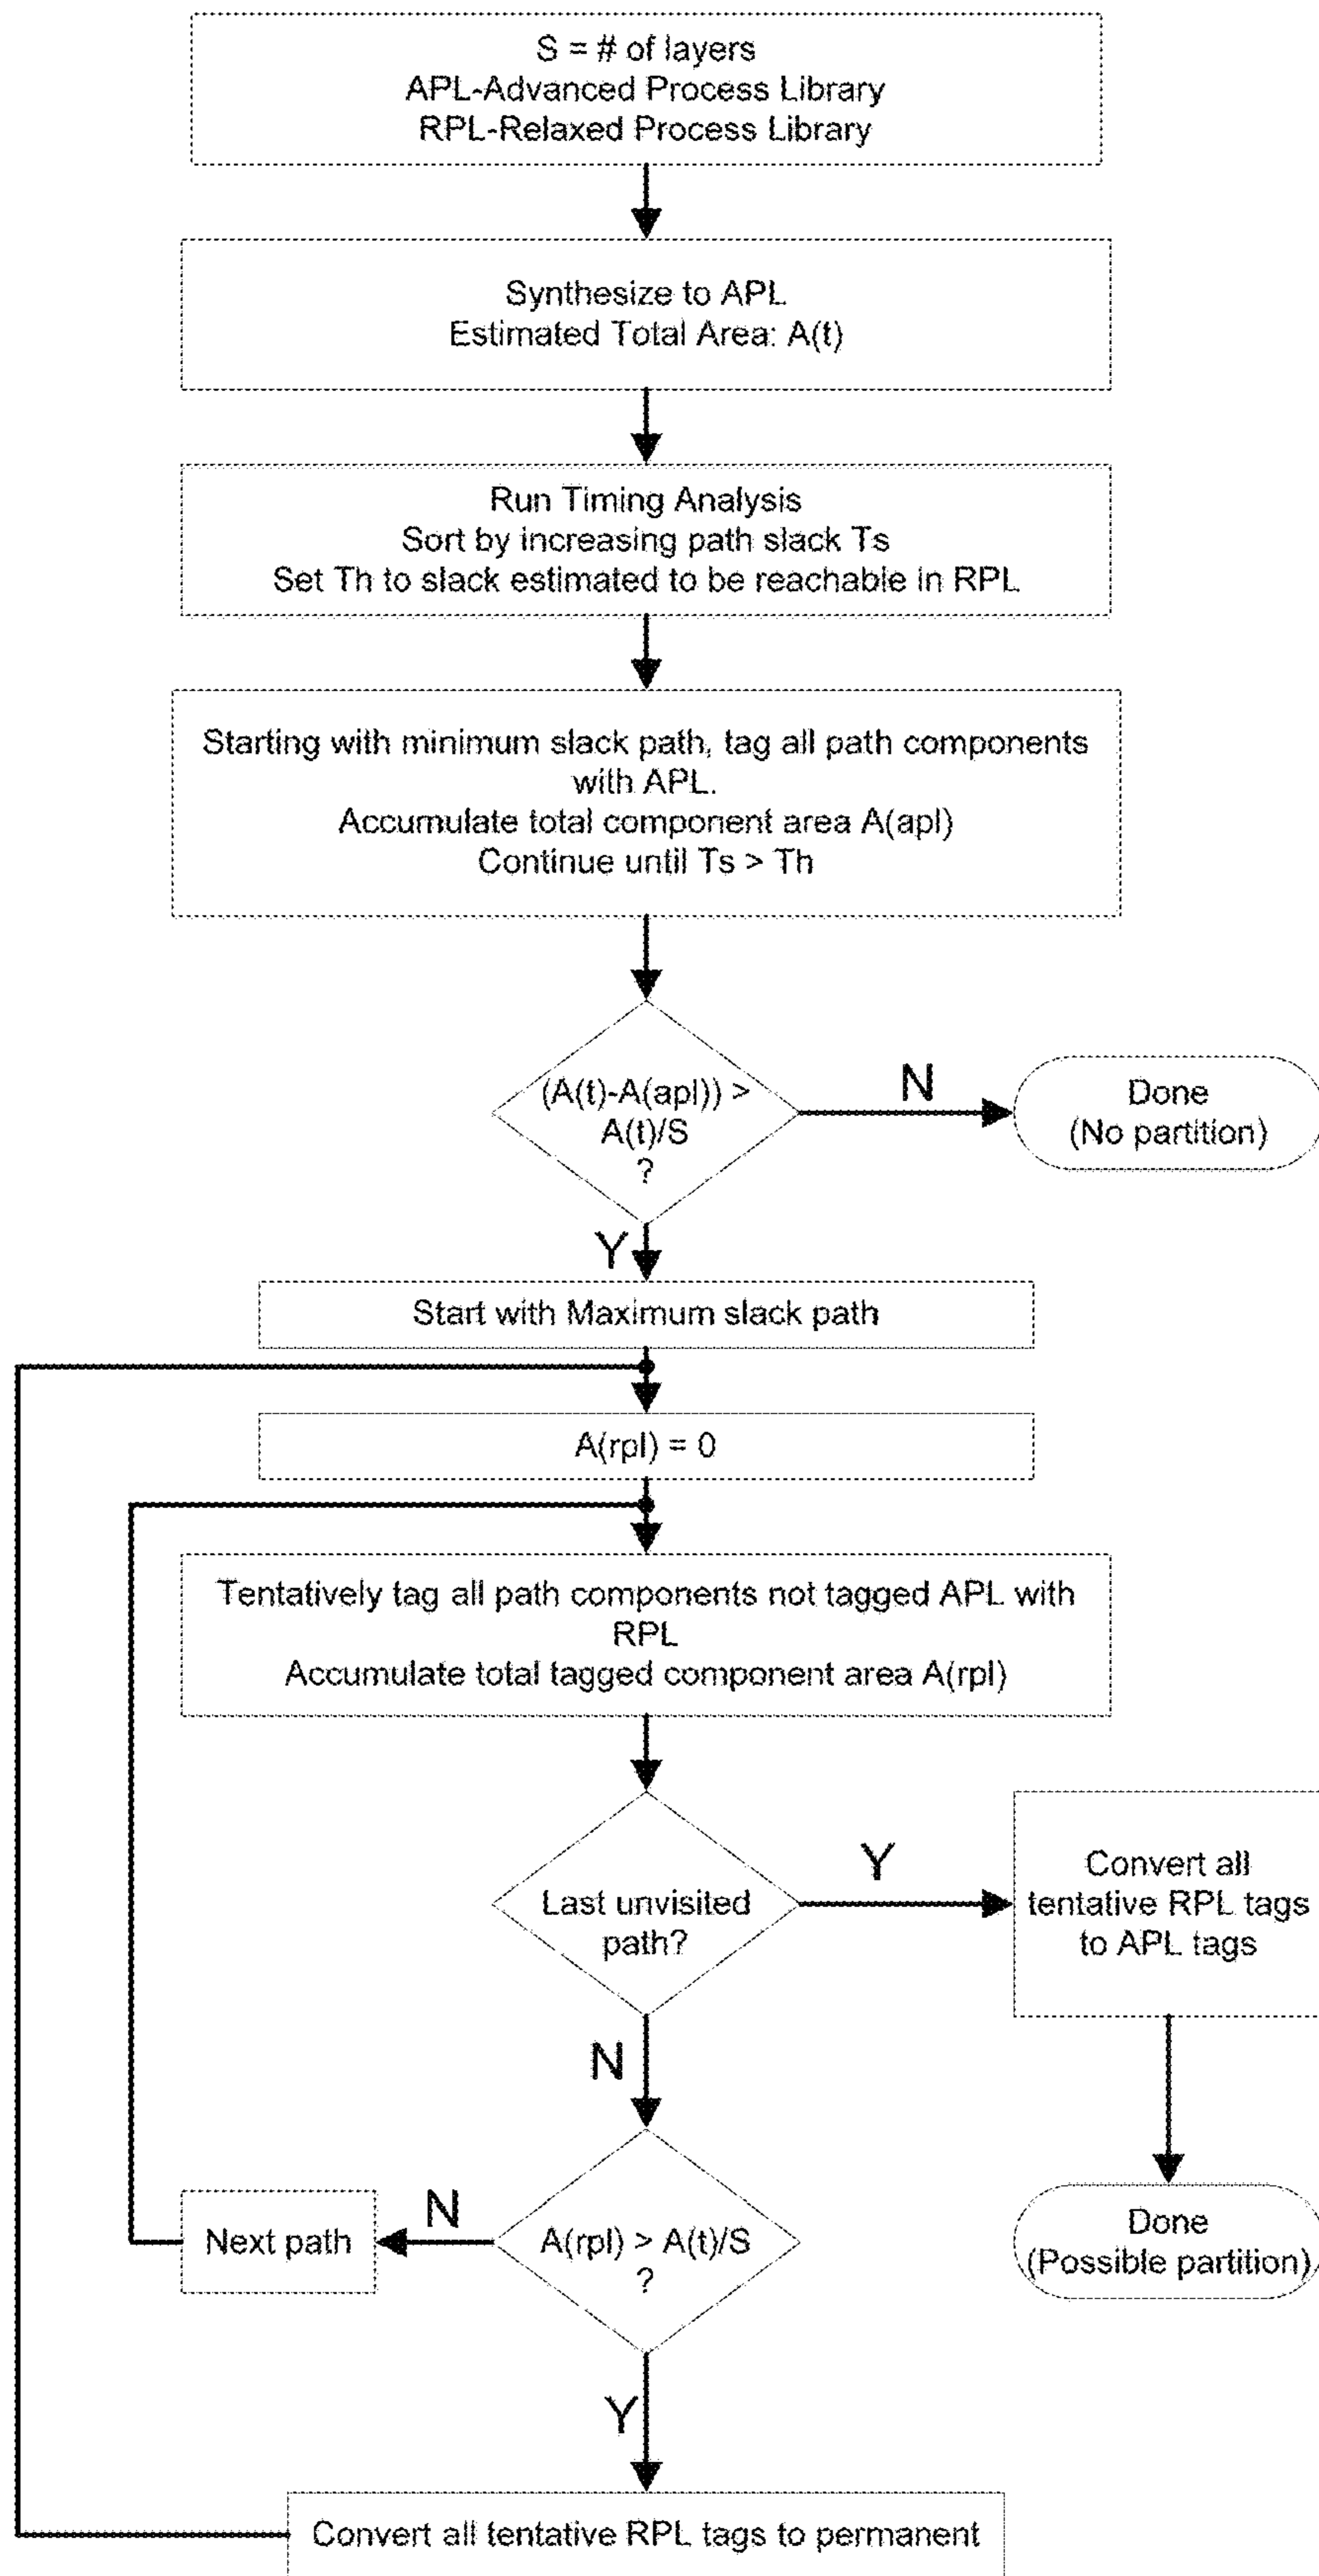 S = # of layers
APL-Advanced Process Library
RPL-Relaxed Process Library
Synthesize to APL
Estimated Total Area: A(t)
Run Timing Analysis
Sort by increasing path slack Ts
Set Th to slack estimated to be reachable in RPL
Starting with minimum slack path, tag all path components
with APL.
Accumulate total component area A(apl)
Continue until Ts > Th
(A(t)-A(apl)) >
A(t)/S
?
N
Done
(No partition)
Y
Start with Maximum slack path
A(rpl) = 0
Tentatively tag all path components not tagged APL with
RPL
Accumulate total tagged component area A(rpl)
Last unvisited
path?
Y
Convert all
tentative RPL tags
to APL tags
N
A(rpl) > A(t)/S
?
N
Next path
Done
(Possible partition)
Y
Convert all tentative RPL tags to permanent